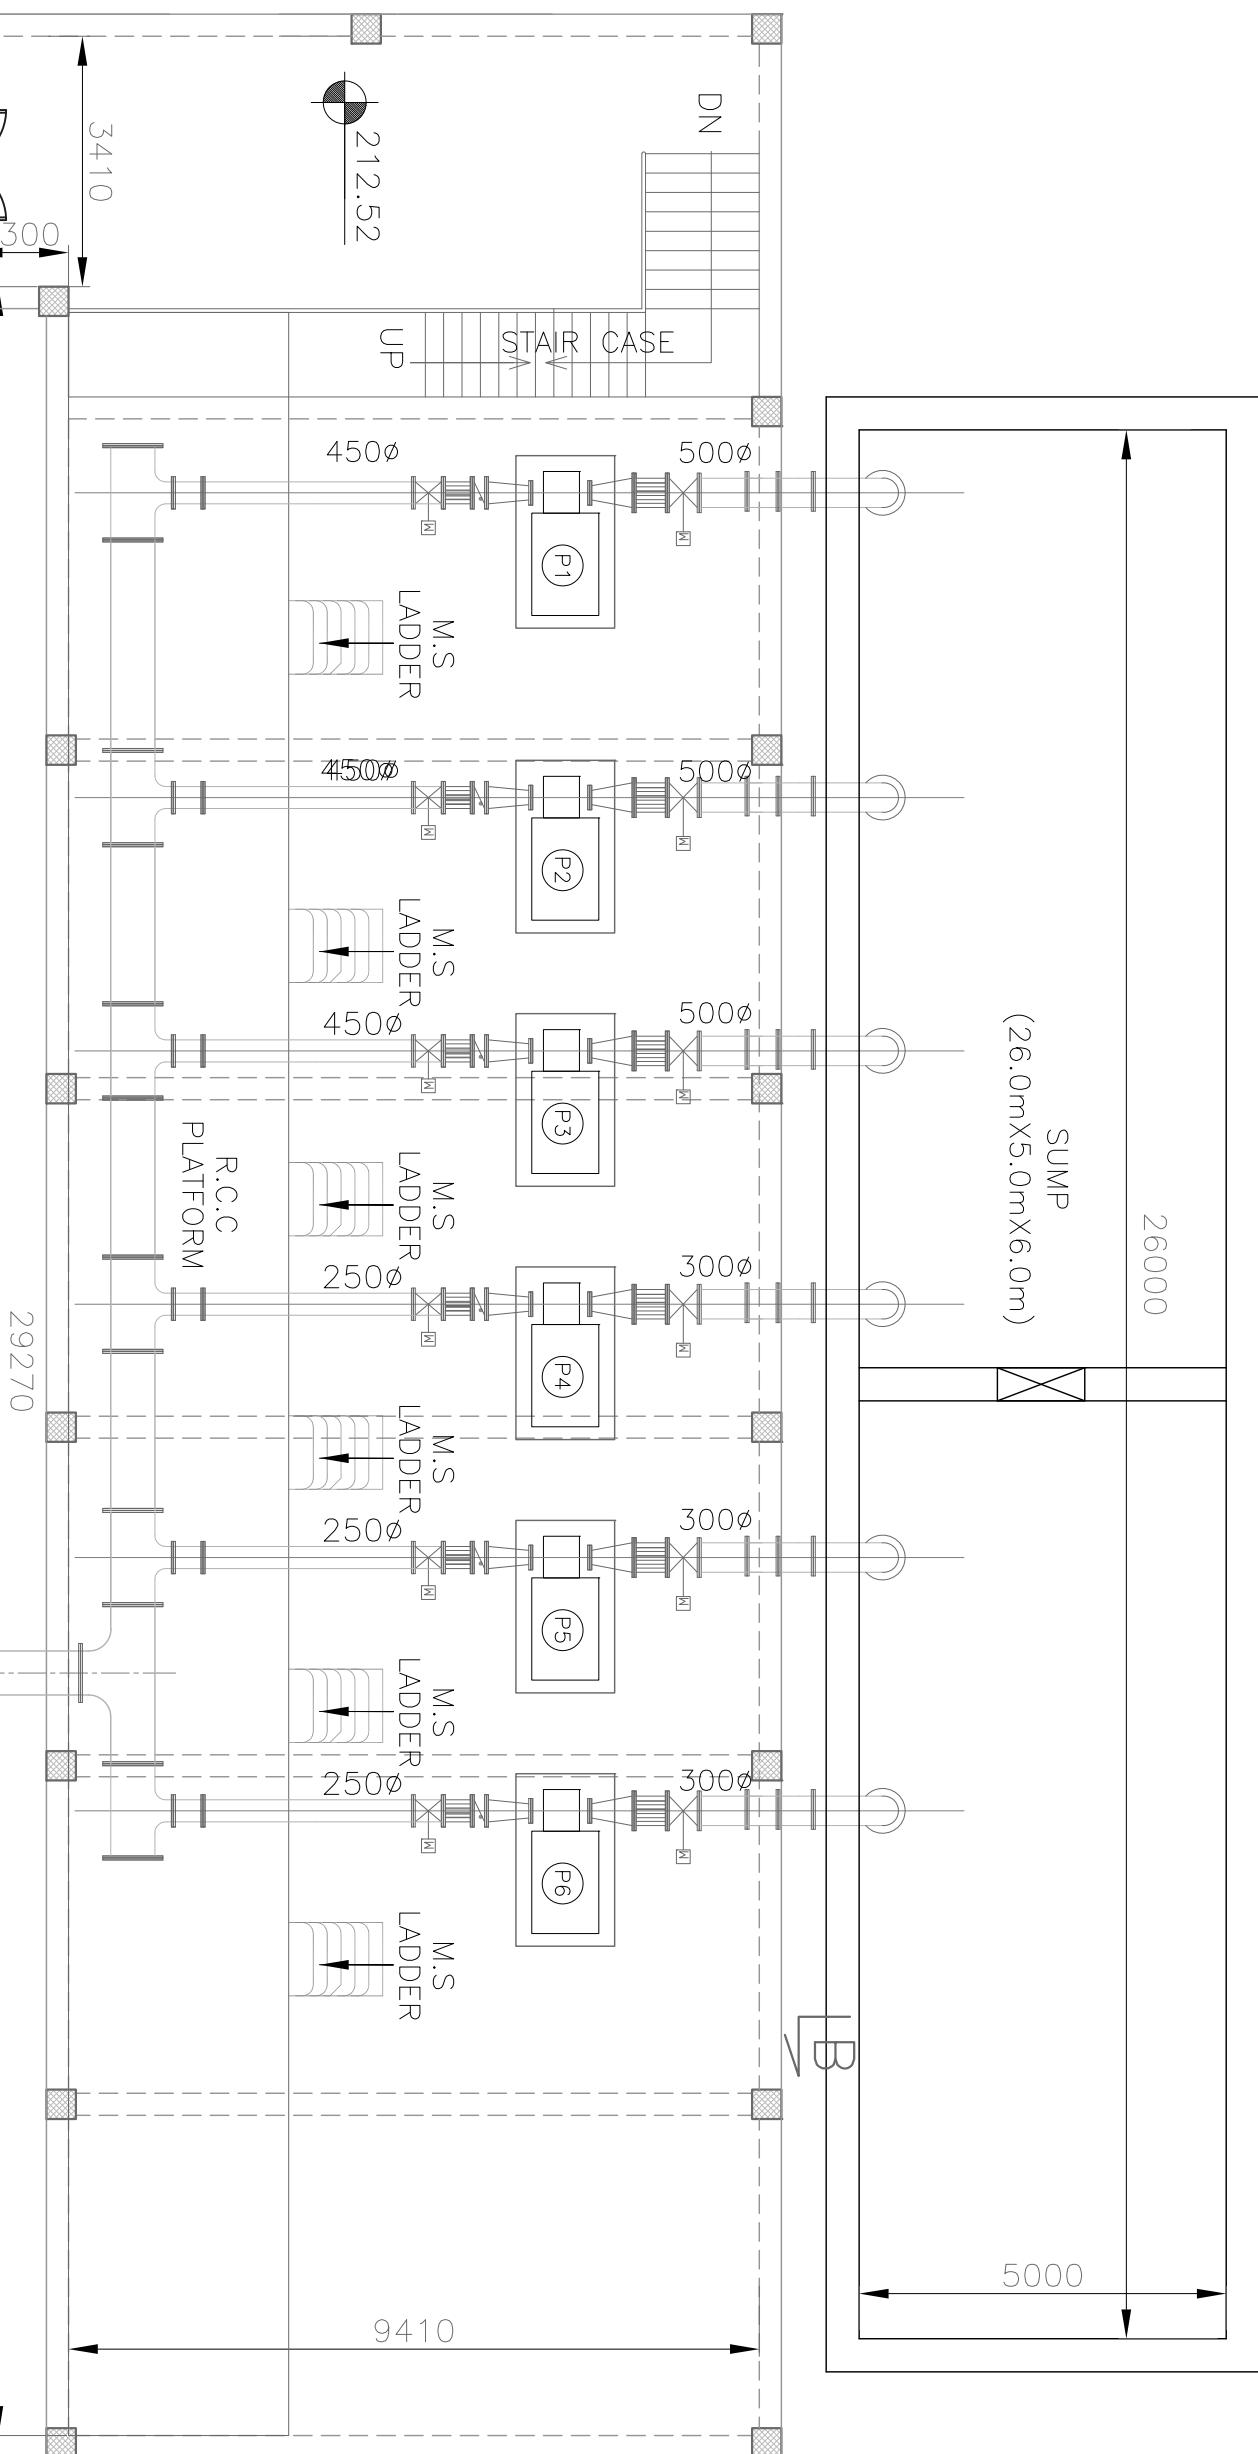 DN
3410
212.52
300
UP
STAIR CASE
450ø
500ø
M
M
P1
M.S
LADDER
450ø
500ø
M
M
P2
M.S
LADDER
450ø
500ø
M
M
P3
SUMP
(26.0mX5.0mX6.0m)
26000
R.C.C
PLATFORM
M.S
LADDER
250ø
300ø
M
M
P4
29270
M.S
LADDER
250ø
300ø
M
M
P5
M.S
LADDER
250ø
300ø
M
M
P6
M.S
LADDER
B
5000
9410